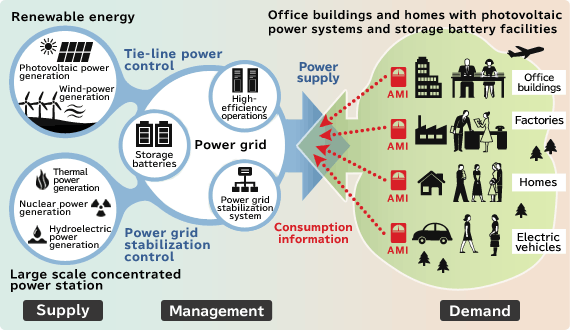 Renewable energy
Photovoltaic power
generation
Wind-power
generation
Tie-line power
control
High-
efficiency
operations
Storage
batteries
Power grid
Power grid
stabilization
system
Thermal
power
generation
Nuclear power
generation
Hydroelectric
power
generation
Power grid
stabilization
control
Large scale concentrated
power station
Office buildings and homes with photovoltaic
power systems and storage battery facilities
Power
supply
AMI
Office
buildings
AMI
Factories
AMI
Homes
AMI
Electric
vehicles
Consumption
information
Supply
Management
Demand